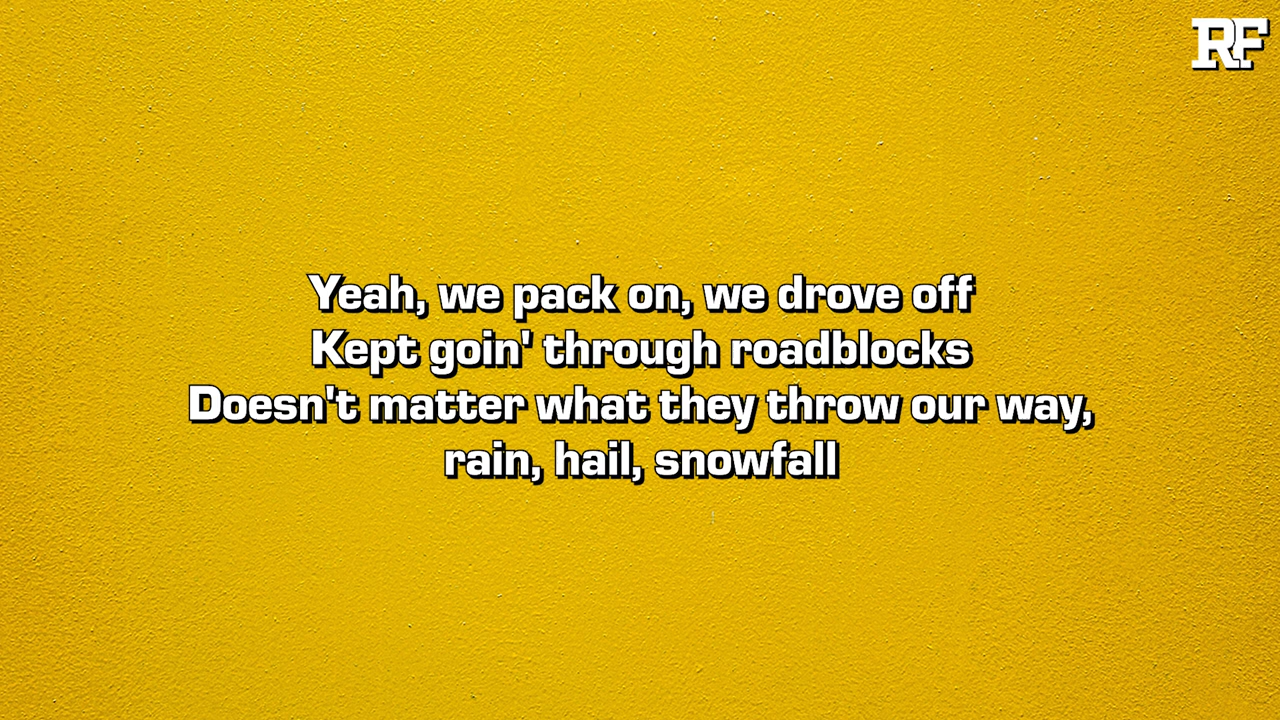 RF
Yeah, we pack on, we drove off
Kept goin' through roadblocks
Doesn't matter what they throw our way,
rain, hail, snowfall